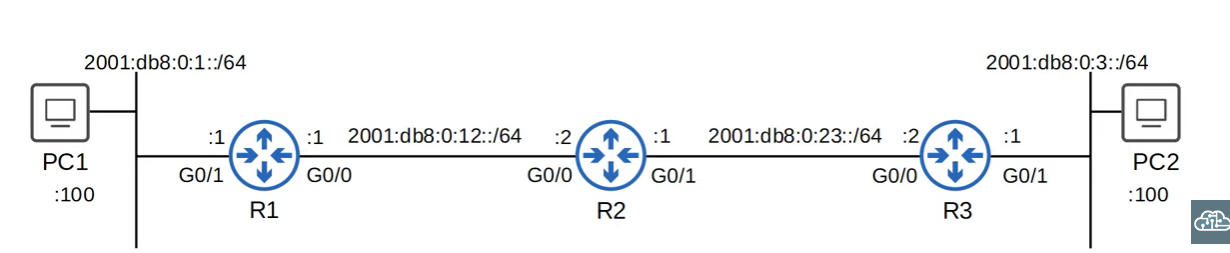 2001:db8:0:1::/64
2001:db8:0:3::/64
:1
:1
2001:db8:0:12::/64
:2
:1
2001:db8:0:23::/64
:2
:1
PC1
G0/1
G0/0
G0/0
G0/1
G0/0
G0/1
PC2
:100
R1
R2
R3
:100